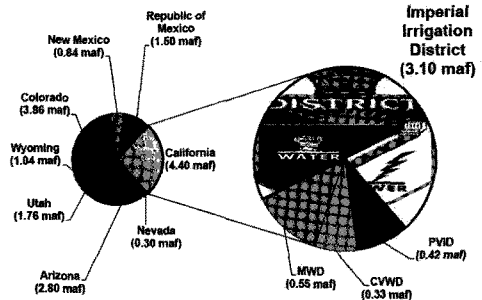 Republic of
Mexico
(1.50 maf)
New Mexico
(0.84 maf)
Imperial
Irrigation
District
(3.10 maf)
Colorado
(3.86 maf)
Wyoming
(1.04 maf)
Utah
(1.76 maf)
Arizona
(2.80 maf)
Nevada
(0.30 maf)
California
(4.40 maf)
DISTRICT
WATER
MWD
(0.55 maf)
CVWD
(0.33 maf)
PVID
(0.42 maf)